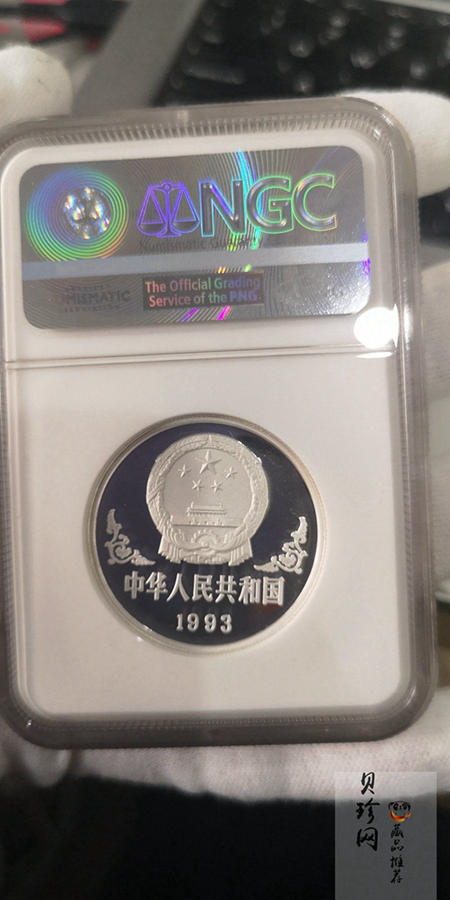 NGC
Numismatic Guaranty
The Official Grading
Service of the PNG
NUMISMATIC
中华人民共和国
1993
贝珍网
藏品推荐